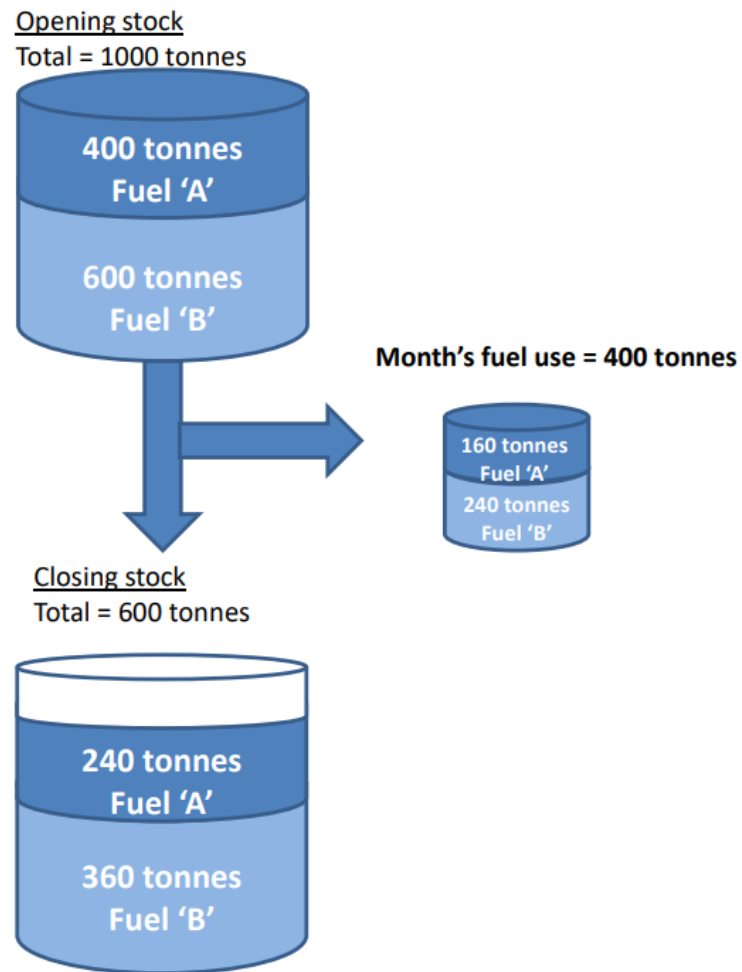 Opening stock
Total = 1000 tonnes
400 tonnes
Fuel ‘A’
600 tonnes
Fuel ‘B’
Month’s fuel use = 400 tonnes
160 tonnes
Fuel ‘A’
240 tonnes
Fuel ‘B’
Closing stock
Total = 600 tonnes
240 tonnes
Fuel ‘A’
360 tonnes
Fuel ‘B’